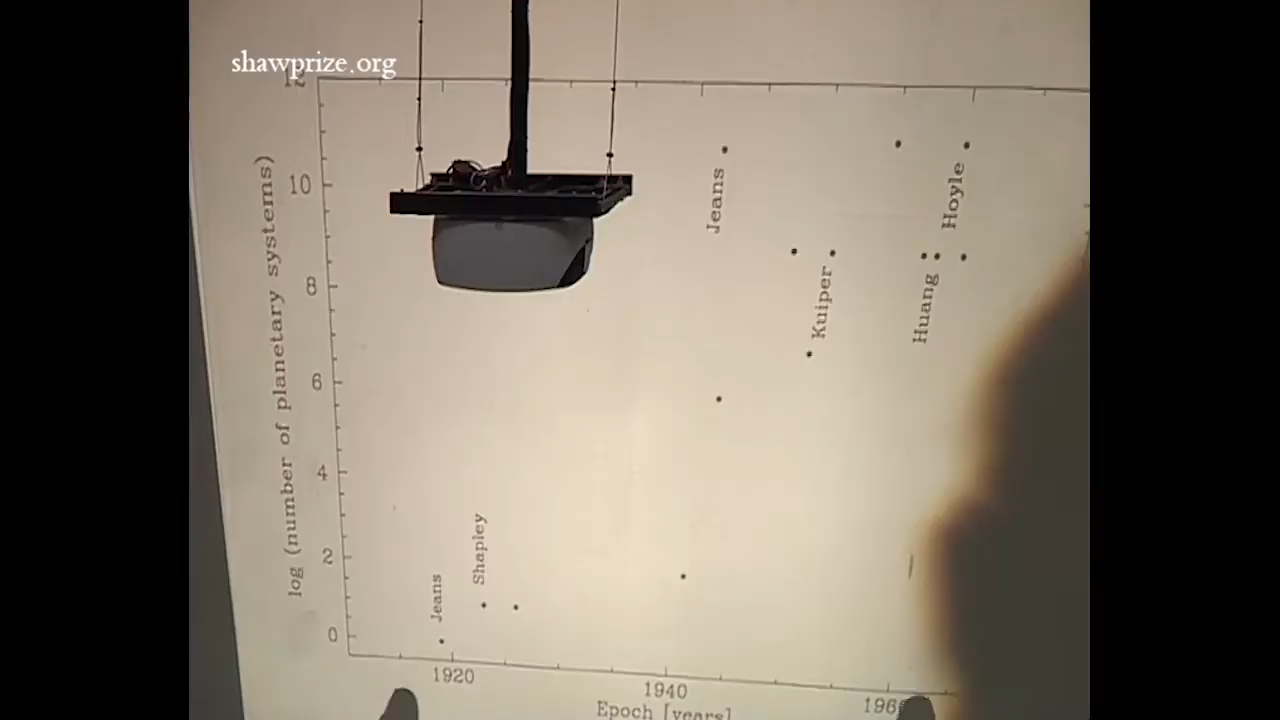 shawprize.org
12
10
8
6
4
2
0
log (number of planetary systems)
Jeans
Shapley
Jeans
Kuiper
Huang
Hoyle
1920
1940
Epoch [years]